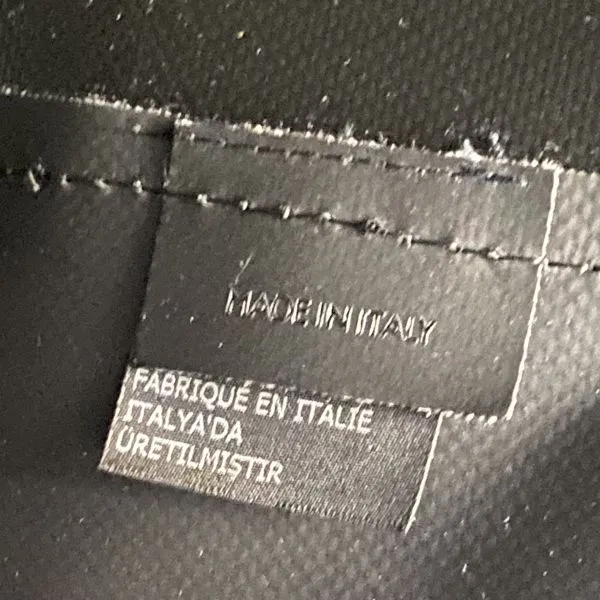 MADE IN ITALY
FABRIQUÉ EN ITALIE
ITALYA'DA
ÜRETILMISTIR